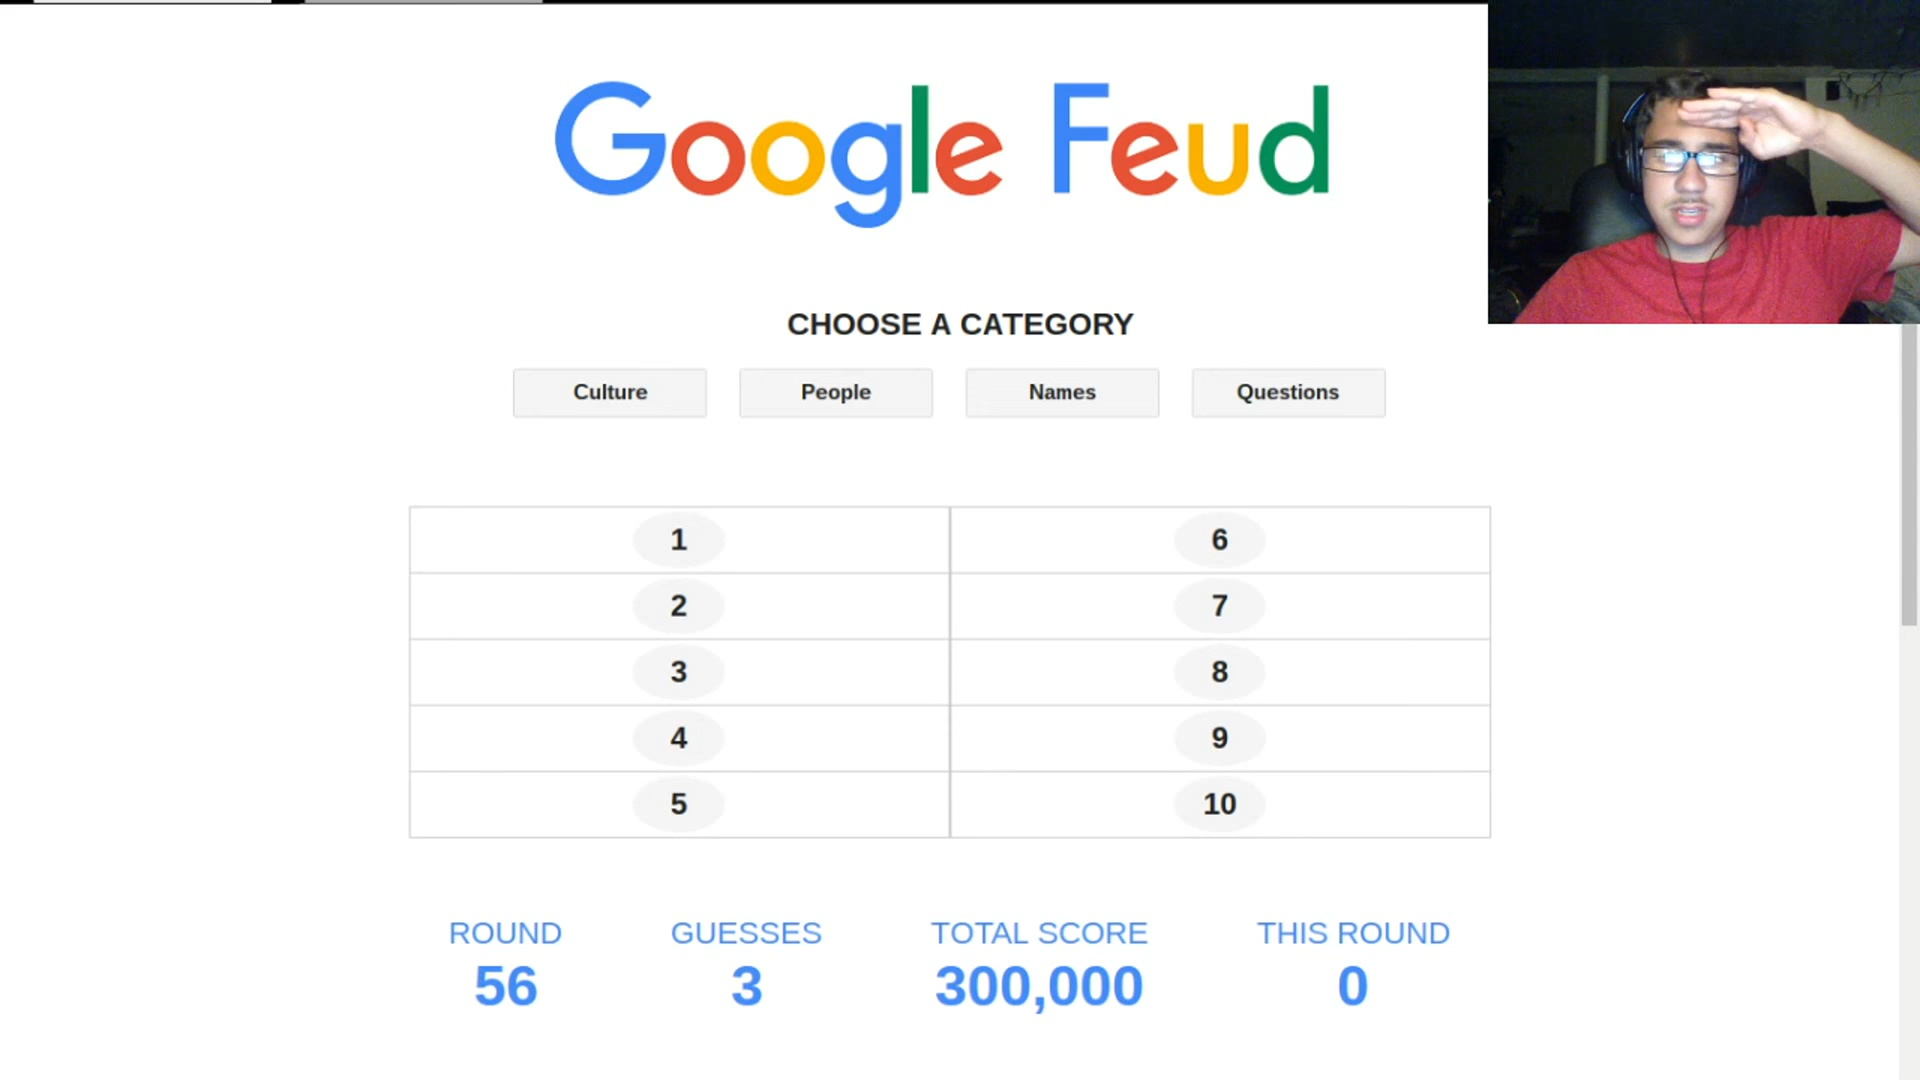 Google Feud
CHOOSE A CATEGORY
Culture People Names Questions
1 6
2 7
3 8
4 9
5 10
ROUND GUESSES TOTAL SCORE THIS ROUND
56 3 300,000 0